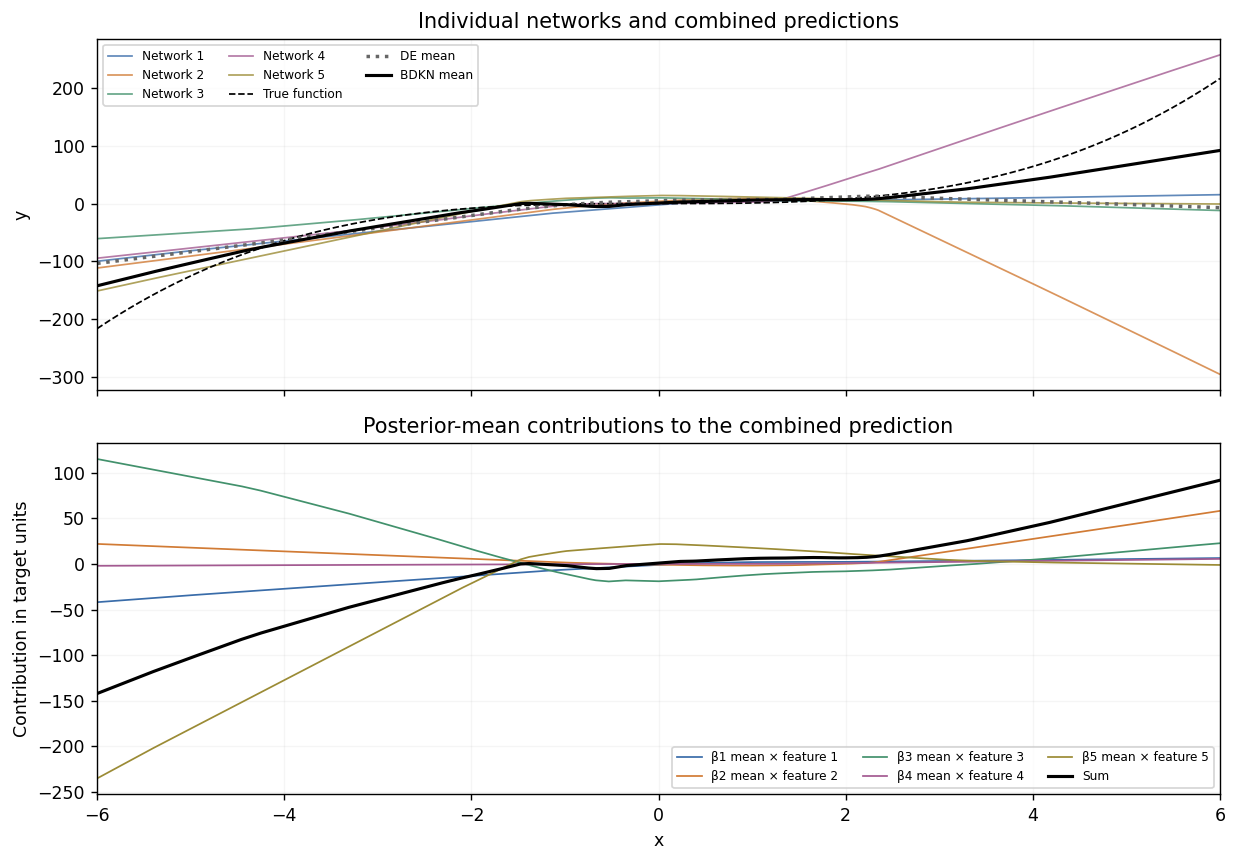 Individual networks and combined predictions
Network 1
Network 2
Network 3
Network 4
Network 5
True function
DE mean
BDKN mean
200
100
0
−100
−200
−300
y
Posterior-mean contributions to the combined prediction
100
50
0
−50
−100
−150
−200
−250
Contribution in target units
β1 mean × feature 1
β2 mean × feature 2
β3 mean × feature 3
β4 mean × feature 4
β5 mean × feature 5
Sum
−6
−4
−2
0
2
4
6
x